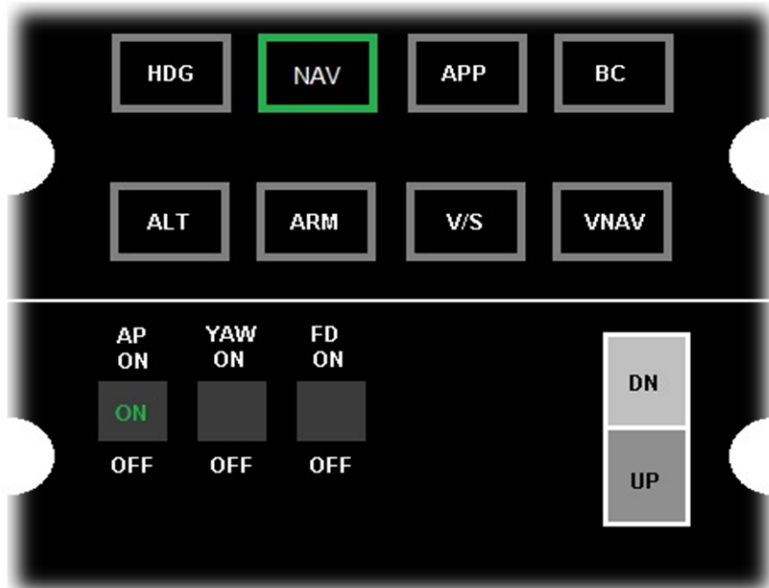 HDG NAV APP BC
ALT ARM V/S VNAV
AP YAW FD
ON ON ON
DN
ON
UP
OFF OFF OFF